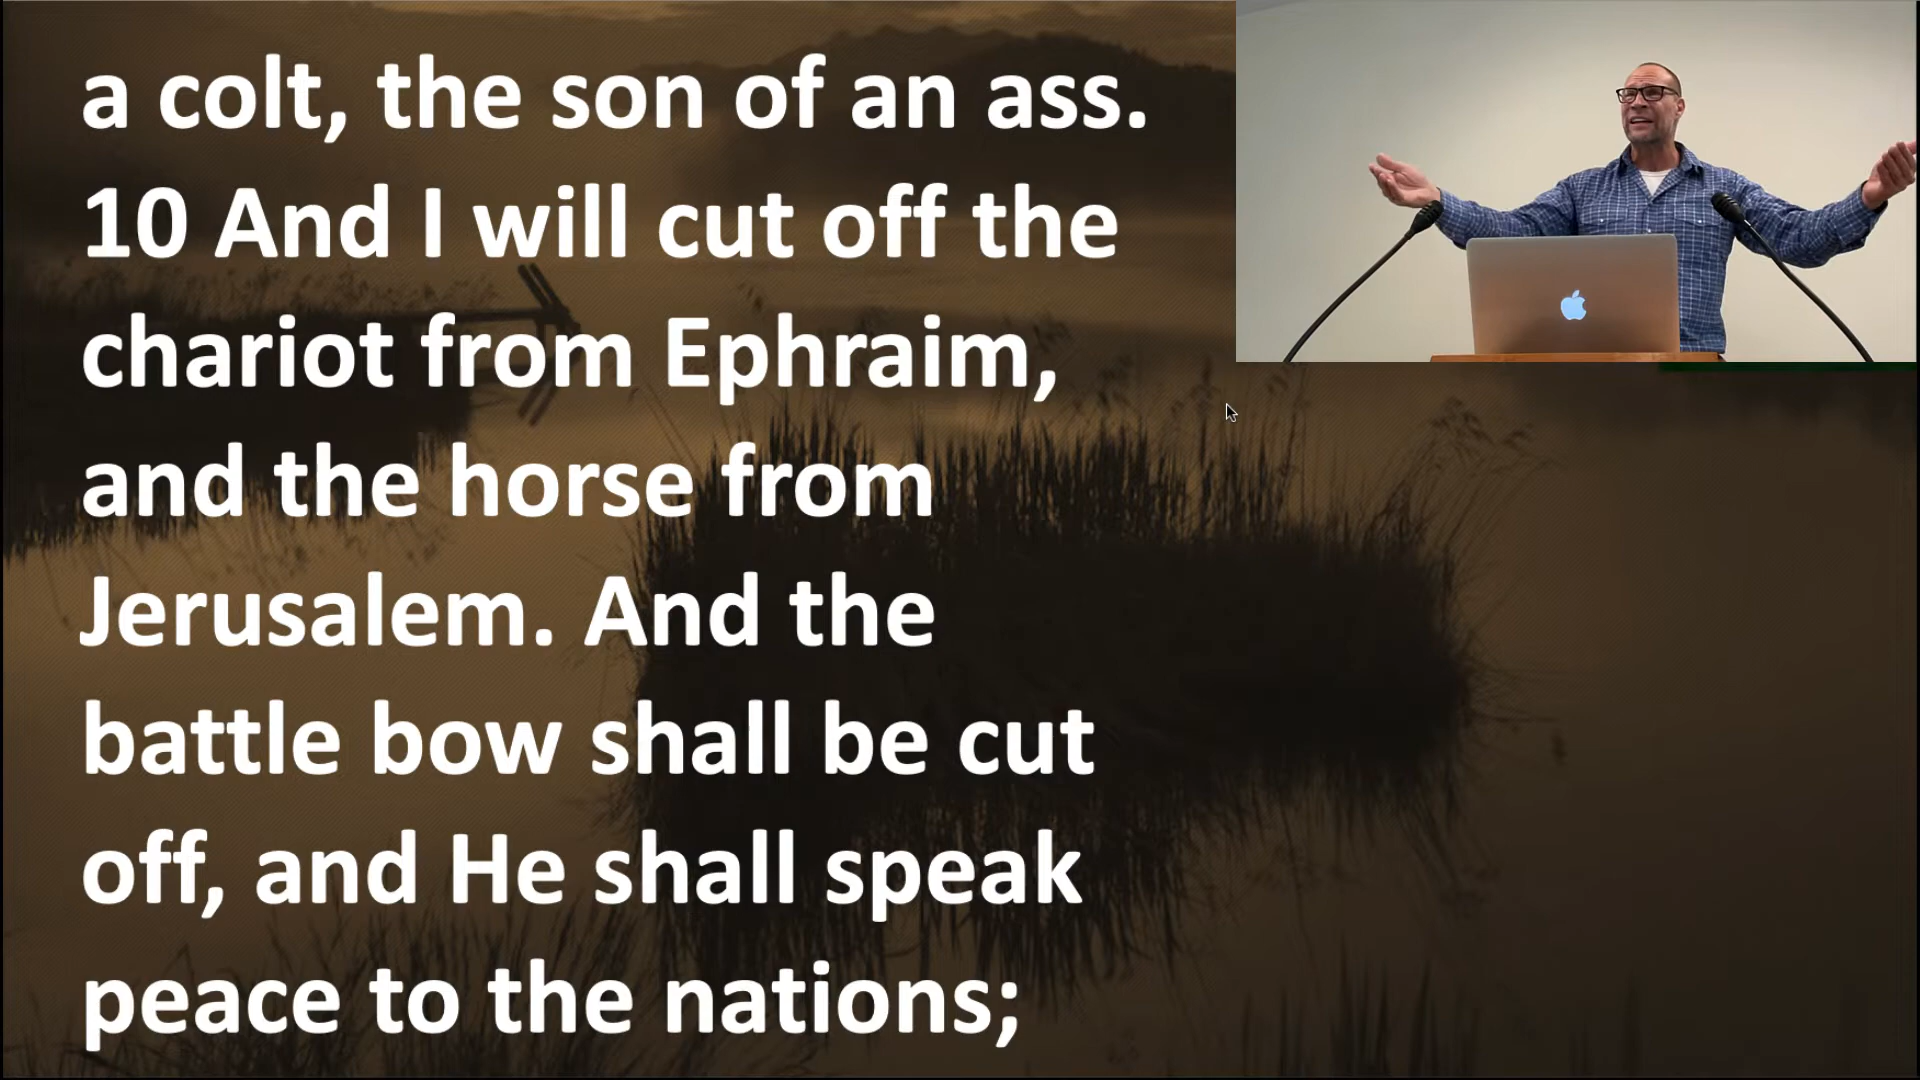 a colt, the son of an ass.
10 And I will cut off the
chariot from Ephraim,
and the horse from
Jerusalem. And the
battle bow shall be cut
off, and He shall speak
peace to the nations;